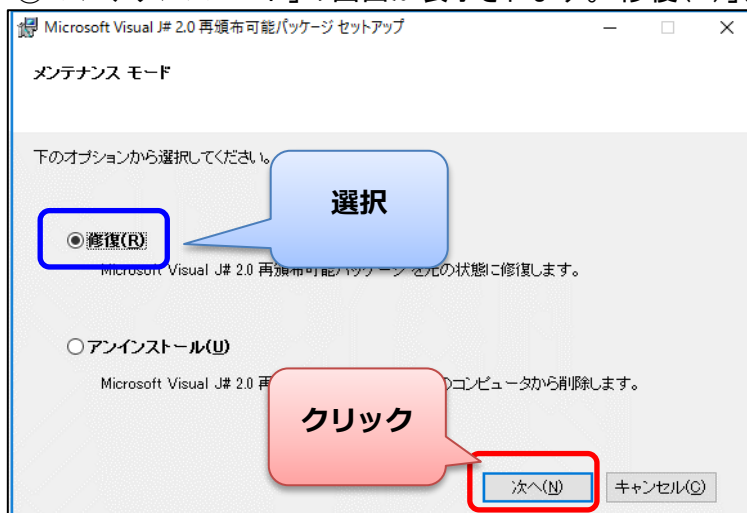 Microsoft Visual J# 2.0 再頒布可能パッケージ セットアップ
メンテナンス モード
下のオプションから選択してください。
選択
修復(R)
Microsoft Visual J# 2.0 再頒布可能パッケージ を元の状態に修復します。
アンインストール(U)
Microsoft Visual J# 2.0 再 のコンピュータから削除します。
クリック
次へ(N) キャンセル(C)